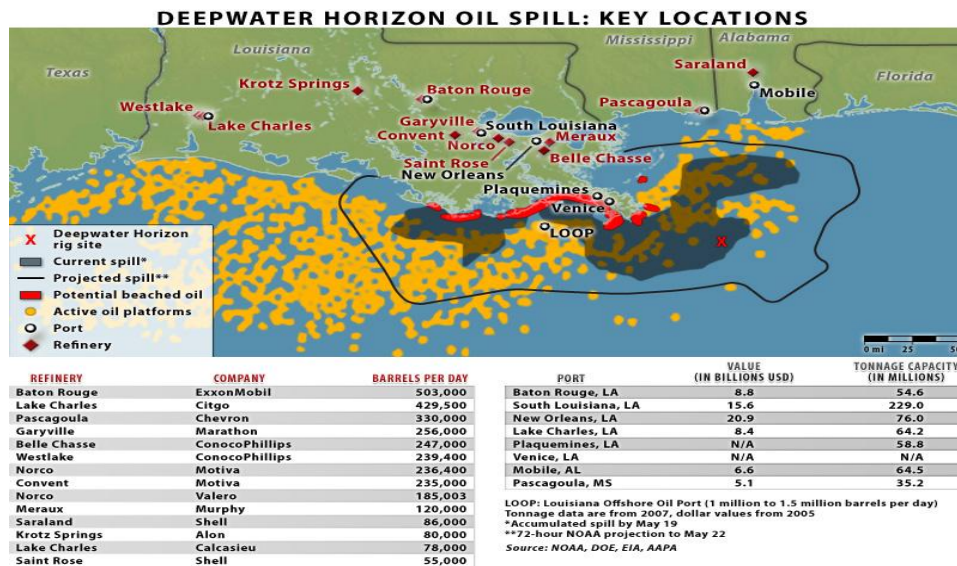 DEEPWATER HORIZON OIL SPILL: KEY LOCATIONS
Texas
Louisiana
Mississippi
Alabama
Florida
Krotz Springs
Baton Rouge
Saraland
Mobile
Westlake
Lake Charles
Pascagoula
Garyville
South Louisiana
Convent
Norco
Meraux
Saint Rose
Belle Chasse
New Orleans
Plaquemines
Venice
LOOP
X
X Deepwater Horizon
rig site
Current spill*
Projected spill**
Potential beached oil
Active oil platforms
Port
Refinery
0 mi 25
REFINERY COMPANY BARRELS PER DAY
Baton Rouge ExxonMobil 503,000
Lake Charles Citgo 429,500
Pascagoula Chevron 330,000
Garyville Marathon 256,000
Belle Chasse ConocoPhillips 247,000
Westlake ConocoPhillips 239,400
Norco Motiva 236,400
Convent Motiva 235,000
Norco Valero 185,003
Meraux Murphy 120,000
Saraland Shell 86,000
Krotz Springs Alon 80,000
Lake Charles Calcasieu 78,000
Saint Rose Shell 55,000
PORT VALUE (IN BILLIONS USD) TONNAGE CAPACITY (IN MILLIONS)
Baton Rouge, LA 8.8 54.6
South Louisiana, LA 15.6 229.0
New Orleans, LA 20.9 76.0
Lake Charles, LA 8.4 64.2
Plaquemines, LA N/A 58.8
Venice, LA N/A N/A
Mobile, AL 6.6 64.5
Pascagoula, MS 5.1 35.2
LOOP: Louisiana Offshore Oil Port (1 million to 1.5 million barrels per day)
Tonnage data are from 2007, dollar values from 2005
*Accumulated spill by May 19
**72-hour NOAA projection to May 22
Source: NOAA, DOE, EIA, AAPA